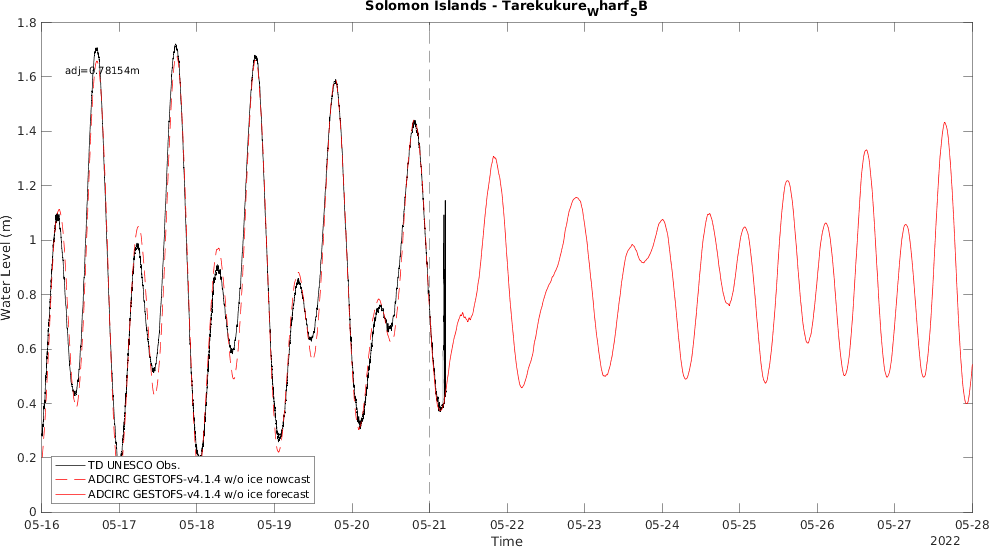 Solomon Islands - TarekukureWharfSB
1.8
1.6
1.4
1.2
1
0.8
0.6
0.4
0.2
0
Water Level (m)
adj=0.78154m
TD UNESCO Obs.
ADCIRC GESTOFS-v4.1.4 w/o ice nowcast
ADCIRC GESTOFS-v4.1.4 w/o ice forecast
05-16 05-17 05-18 05-19 05-20 05-21 05-22 05-23 05-24 05-25 05-26 05-27 05-28
Time
2022